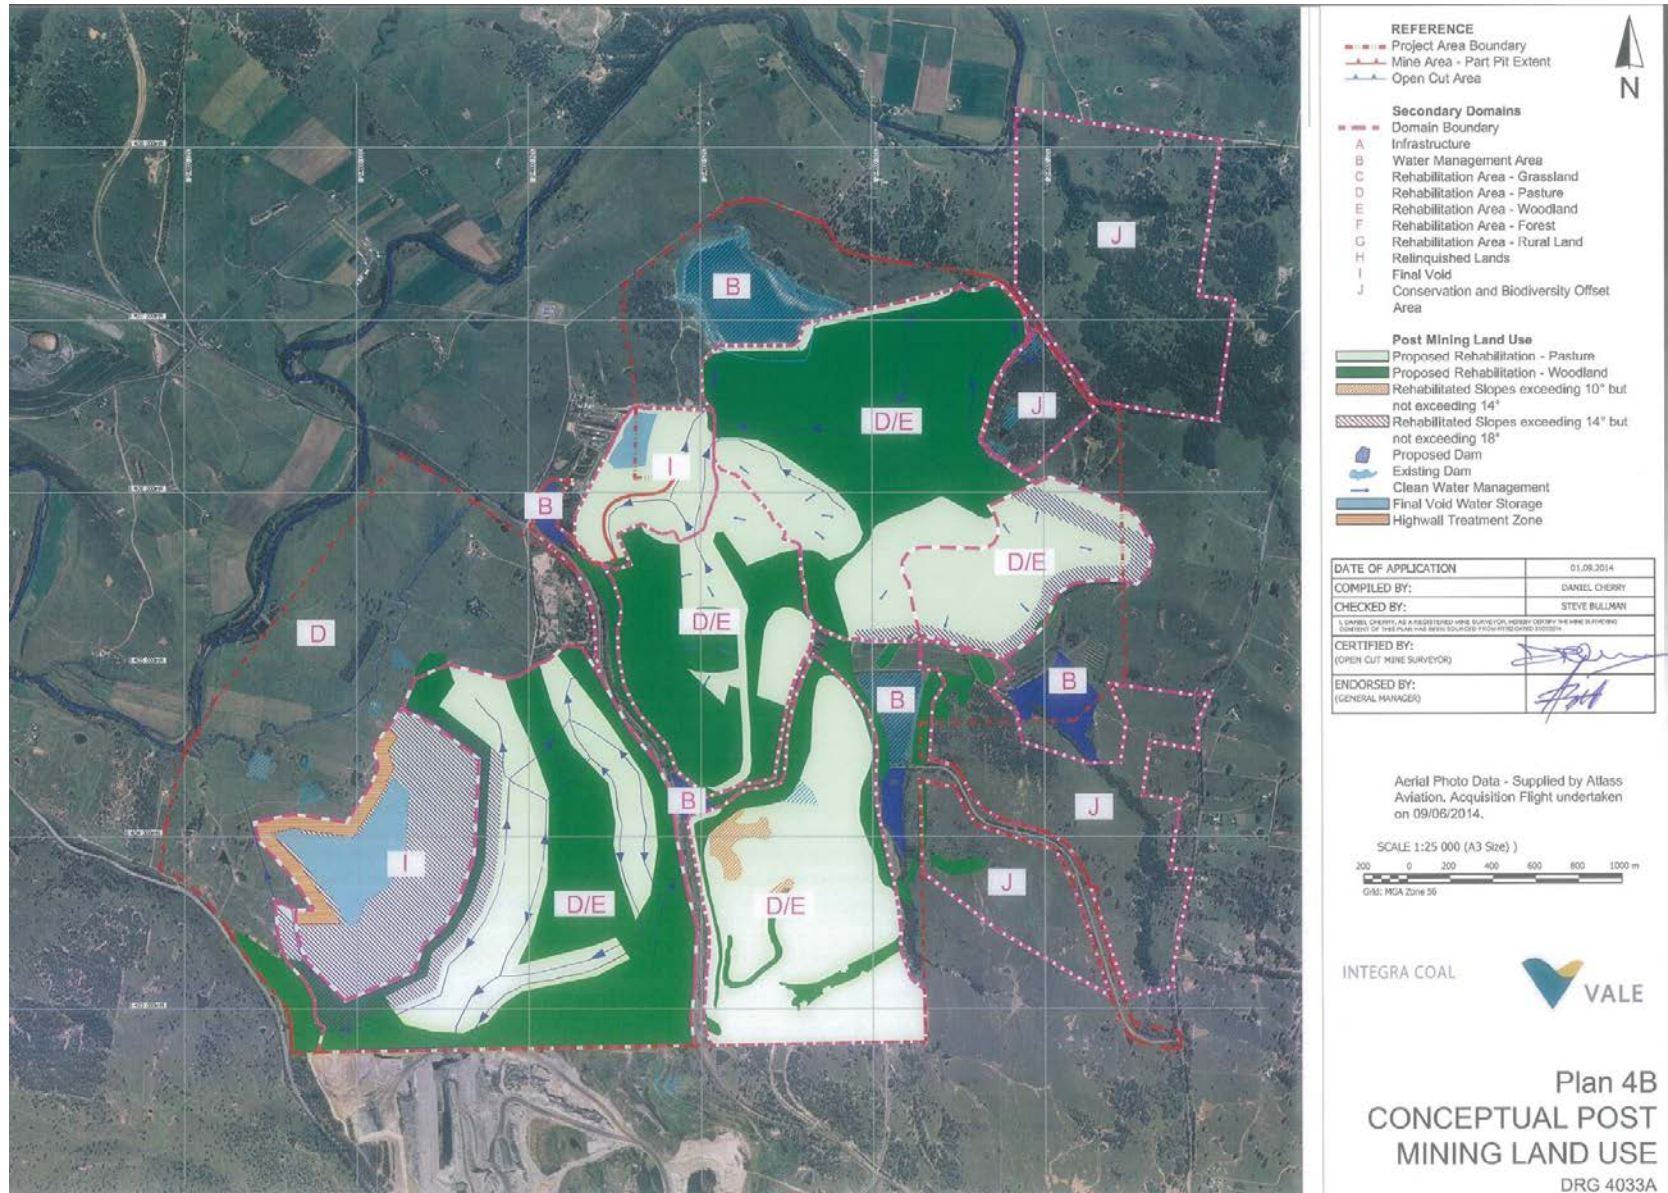 REFERENCE
Project Area Boundary
Mine Area - Part Pit Extent
Open Cut Area
N
Secondary Domains
Domain Boundary
A Infrastructure
B Water Management Area
C Rehabilitation Area - Grassland
D Rehabilitation Area - Pasture
E Rehabilitation Area - Woodland
F Rehabilitation Area - Forest
G Rehabilitation Area - Rural Land
H Relinquished Lands
I Final Void
J Conservation and Biodiversity Offset
Area
Post Mining Land Use
Proposed Rehabilitation - Pasture
Proposed Rehabilitation - Woodland
Rehabilitated Slopes exceeding 10° but
not exceeding 14°
Rehabilitated Slopes exceeding 14° but
not exceeding 18°
Proposed Dam
Existing Dam
Clean Water Management
Final Void Water Storage
Highwall Treatment Zone
DATE OF APPLICATION 01.09.2014
COMPILED BY: DANIEL CHERRY
CHECKED BY: STEVE BULLMAN
CERTIFIED BY:
(OPEN CUT MINE SURVEYOR)
ENDORSED BY:
(GENERAL MANAGER)
Aerial Photo Data - Supplied by Atlass
Aviation. Acquisition Flight undertaken
on 09/06/2014.
SCALE 1:25 000 (A3 Size) )
200 0 200 400 600 800 1000 m
Grid: MGA Zone 56
INTEGRA COAL
VALE
Plan 4B
CONCEPTUAL POST
MINING LAND USE
DRG 4033A
J
B
J
D/E
I
B
D/E
D/E
D
B
B
B
J
I
J
D/E
D/E